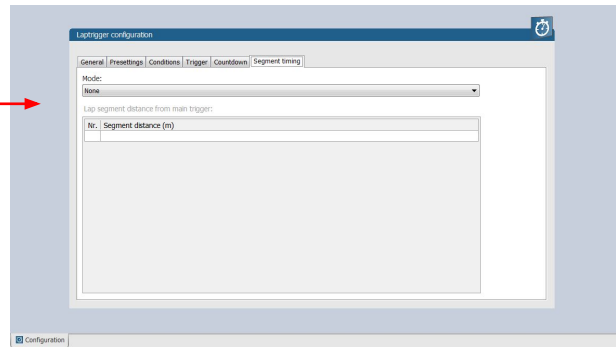 Laptrigger configuration
General Presettings Conditions Trigger Countdown Segment timing
Mode:
None
Lap segment distance from main trigger:
Nr. Segment distance (m)
Configuration